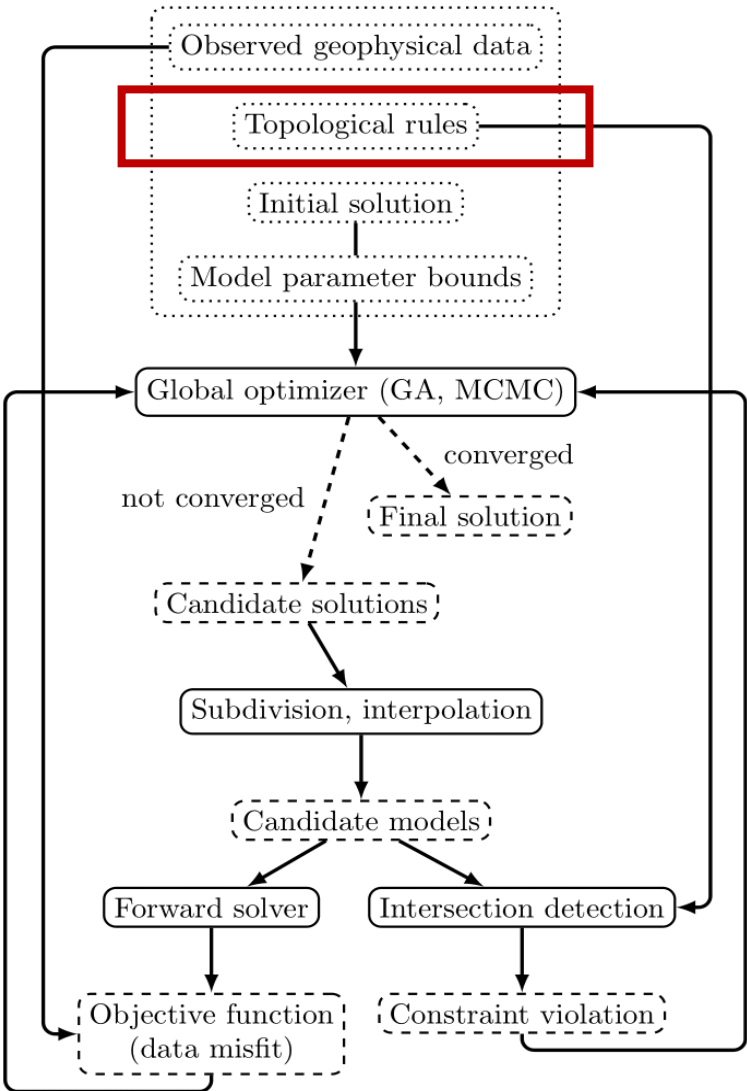 Observed geophysical data
Topological rules
Initial solution
Model parameter bounds
Global optimizer (GA, MCMC)
converged
not converged
Final solution
Candidate solutions
Subdivision, interpolation
Candidate models
Forward solver
Intersection detection
Objective function
(data misfit)
Constraint violation